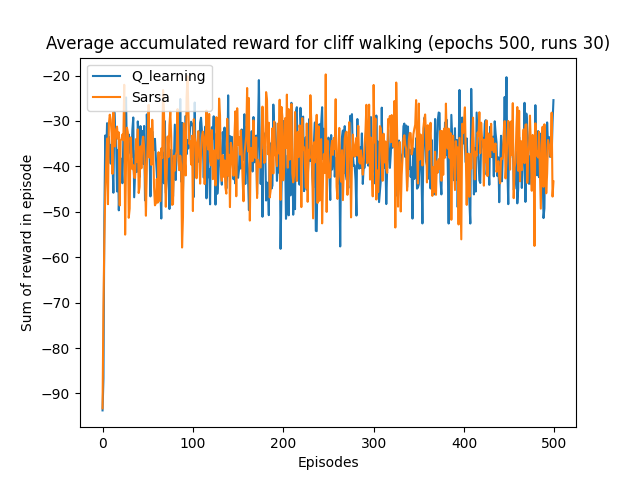 Average accumulated reward for cliff walking (epochs 500, runs 30)
Q_learning
Sarsa
−20
−30
−40
−50
−60
−70
−80
−90
Sum of reward in episode
0 100 200 300 400 500
Episodes